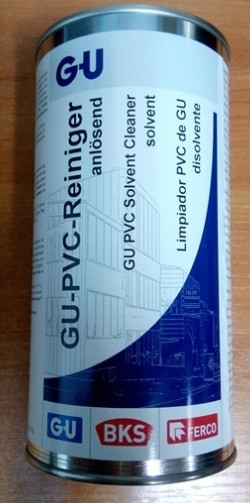 G-U
GU-PVC-Reiniger
anlösend
GU PVC Solvent Cleaner
solvent
Limpiador PVC de GU
disolvente
G-U
BKS
FERCO